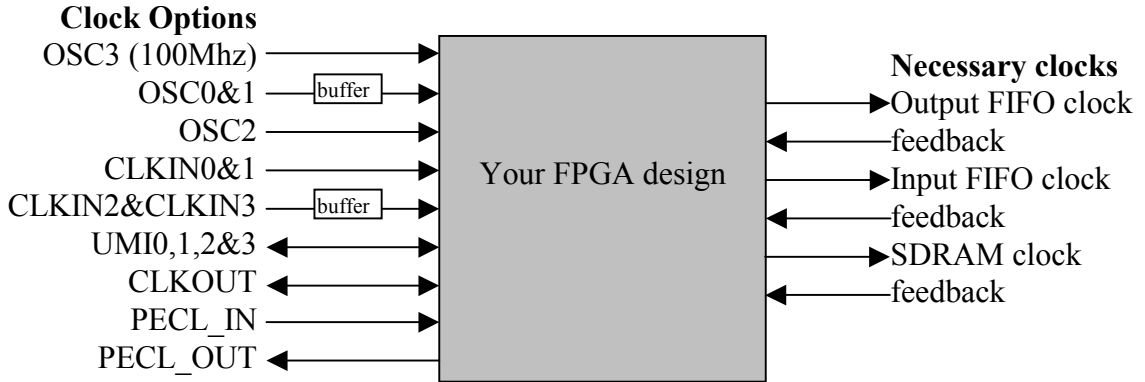 Clock Options
OSC3 (100Mhz)
OSC0&1
buffer
OSC2
CLKIN0&1
CLKIN2&CLKIN3
buffer
UMI0,1,2&3
CLKOUT
PECL_IN
PECL_OUT
Your FPGA design
Necessary clocks
Output FIFO clock
feedback
Input FIFO clock
feedback
SDRAM clock
feedback